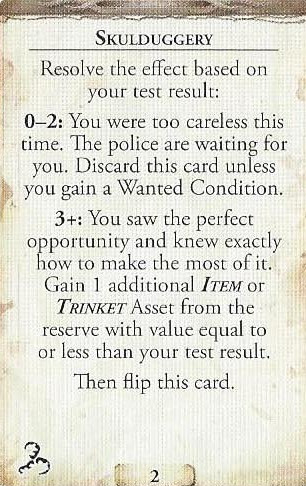 SKULDUGGERY
Resolve the effect based on
your test result:
0–2: You were too careless this
time. The police are waiting for
you. Discard this card unless
you gain a Wanted Condition.
3+: You saw the perfect
opportunity and knew exactly
how to make the most of it.
Gain 1 additional ITEM or
TRINKET Asset from the
reserve with value equal to
or less than your test result.
Then flip this card.
2